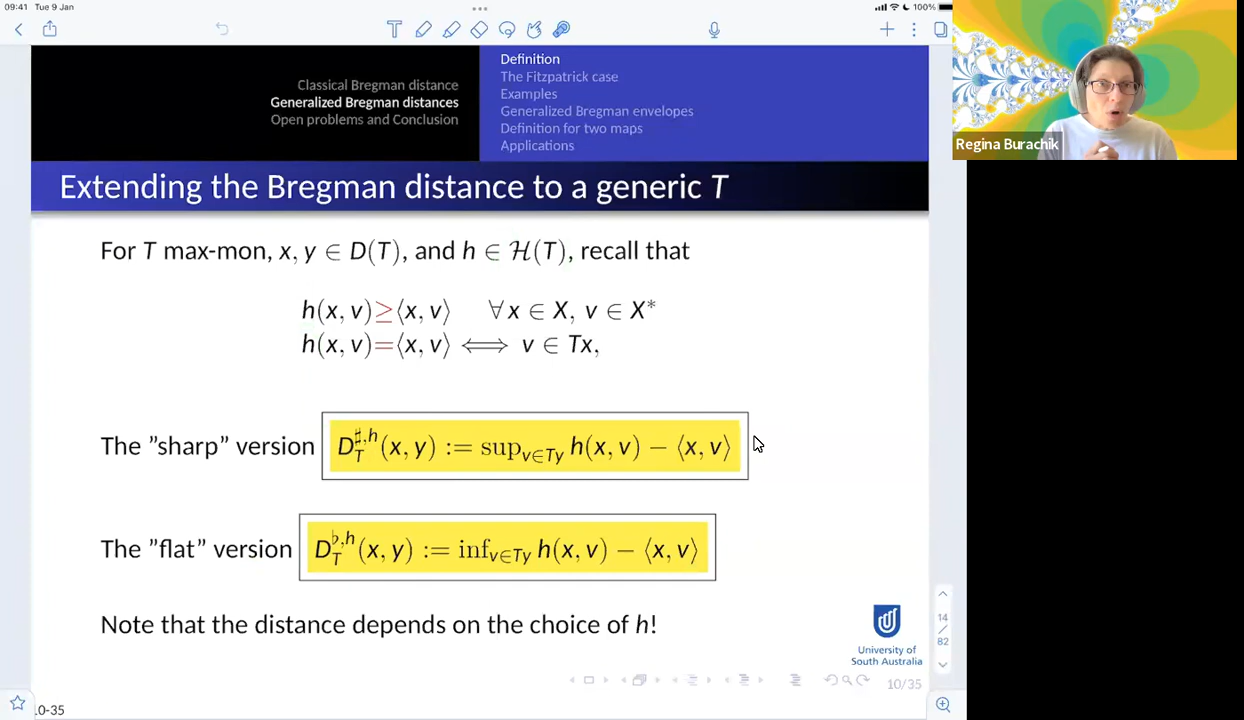 09:41 Tue 9 Jan
100%
Classical Bregman distance
Generalized Bregman distances
Open problems and Conclusion
Definition
The Fitzpatrick case
Examples
Generalized Bregman envelopes
Definition for two maps
Applications
Regina Burachik
Extending the Bregman distance to a generic T
For T max-mon, x, y ∈ D(T), and h ∈ ℋ(T), recall that
h(x, v)≥⟨x, v⟩ ∀x ∈ X, v ∈ X*
h(x, v)=⟨x, v⟩ ⟺ v ∈ Tx,
The ”sharp” version D_T^{♯,h}(x, y) := sup_{v∈Ty} h(x, v) − ⟨x, v⟩
The ”flat” version D_T^{♭,h}(x, y) := inf_{v∈Ty} h(x, v) − ⟨x, v⟩
Note that the distance depends on the choice of h!
University of
South Australia
14
/
82
10/35
10-35